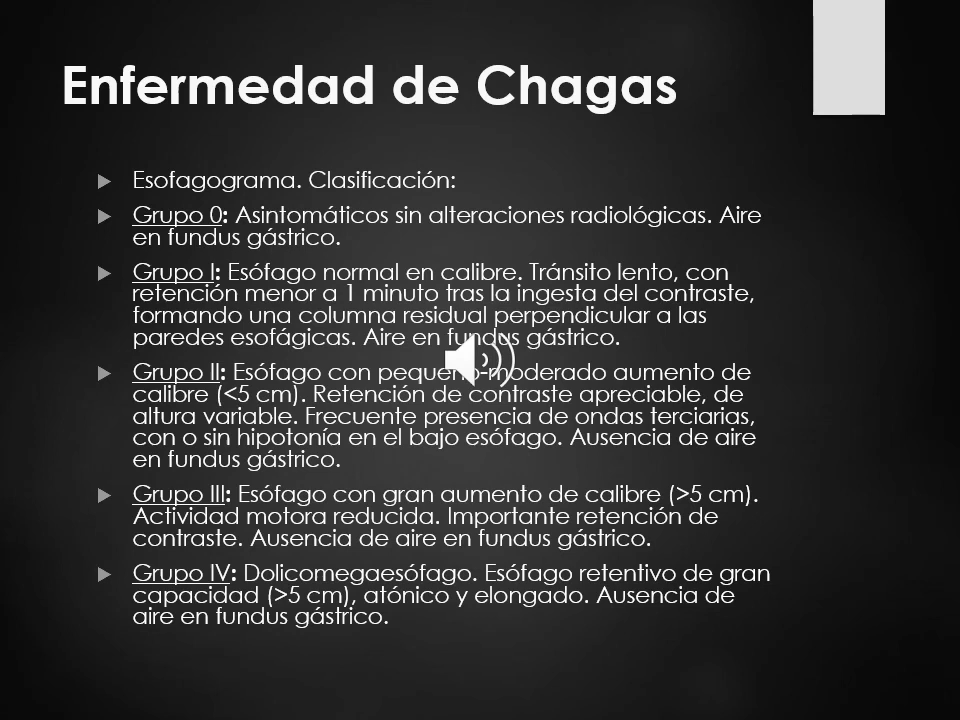 Enfermedad de Chagas
Esofagograma. Clasificación:
Grupo 0: Asintomáticos sin alteraciones radiológicas. Aire
en fundus gástrico.
Grupo I: Esófago normal en calibre. Tránsito lento, con
retención menor a 1 minuto tras la ingesta del contraste,
formando una columna residual perpendicular a las
paredes esofágicas. Aire en fundus gástrico.
Grupo II: Esófago con pequeño-moderado aumento de
calibre (<5 cm). Retención de contraste apreciable, de
altura variable. Frecuente presencia de ondas terciarias,
con o sin hipotonía en el bajo esófago. Ausencia de aire
en fundus gástrico.
Grupo III: Esófago con gran aumento de calibre (>5 cm).
Actividad motora reducida. Importante retención de
contraste. Ausencia de aire en fundus gástrico.
Grupo IV: Dolicomegaesófago. Esófago retentivo de gran
capacidad (>5 cm), atónico y elongado. Ausencia de
aire en fundus gástrico.